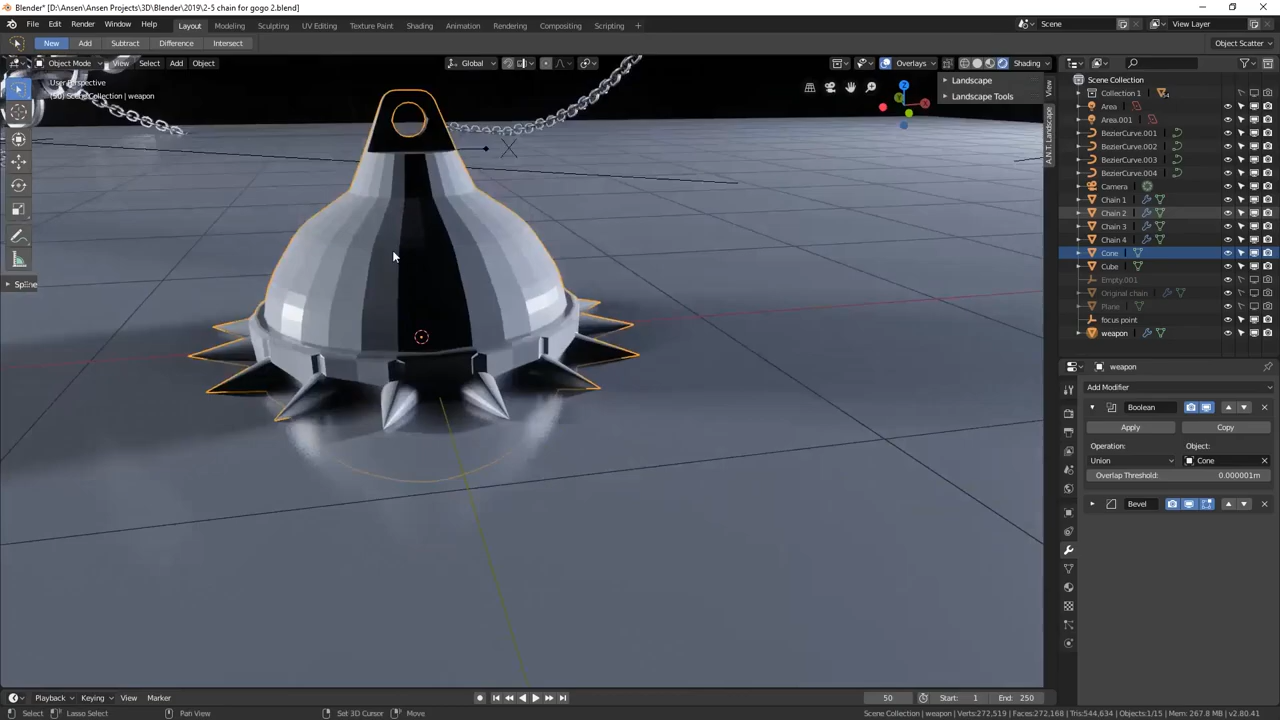 Blender* [D:\Ansen\Ansen Projects\3D\Blender\2019\2-5 chain for gogo 2.blend]
File Edit Render Window Help Layout Modeling Sculpting UV Editing Texture Paint Shading Animation Rendering Compositing Scripting + Scene View Layer
New Add Subtract Difference Intersect Object Scatter
Object Mode View Select Add Object Global Overlays Shading
User Perspective
(50) Scene Collection | weapon
Landscape
Landscape Tools
View
A.N.T. Landscape
Z
X
Y
Scene Collection
Collection 1
Area
Area.001
BezierCurve.001
BezierCurve.002
BezierCurve.003
BezierCurve.004
Camera
Chain 1
Chain 2
Chain 3
Chain 4
Cone
Cube
Empty.001
Original chain
Plane
focus point
weapon
weapon
Add Modifier
Boolean
Apply Copy
Operation: Object:
Union Cone
Overlap Threshold: 0.000001m
Bevel
Playback Keying View Marker 50 Start: 1 End: 250
Select Lasso Select Pan View Set 3D Cursor Move Scene Collection | weapon | Verts:272,519 | Faces:272,168 | Tris:544,634 | Objects:1/15 | Mem: 267.8 MB | v2.80.41